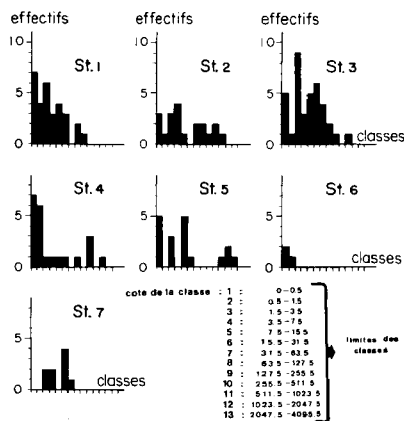 effectifs effectifs effectifs
10 10 10
St. 1 St. 2 St. 3
5 5 5
classes
0 0 0
St. 4 St. 5 St. 6
5 5 5
classes
0 0 0
St. 7
5
classes
0
cote de la classe : 1 : 0-0.5
2 : 0.5-1.5
3 : 1.5-3.5
4 : 3.5-7.5
5 : 7.5-15.5
6 : 15.5-31.5
7 : 31.5-63.5
8 : 63.5-127.5
9 : 127.5-255.5
10 : 255.5-511.5
11 : 511.5-1023.5
12 : 1023.5-2047.5
13 : 2047.5-4095.5
limites des
classes